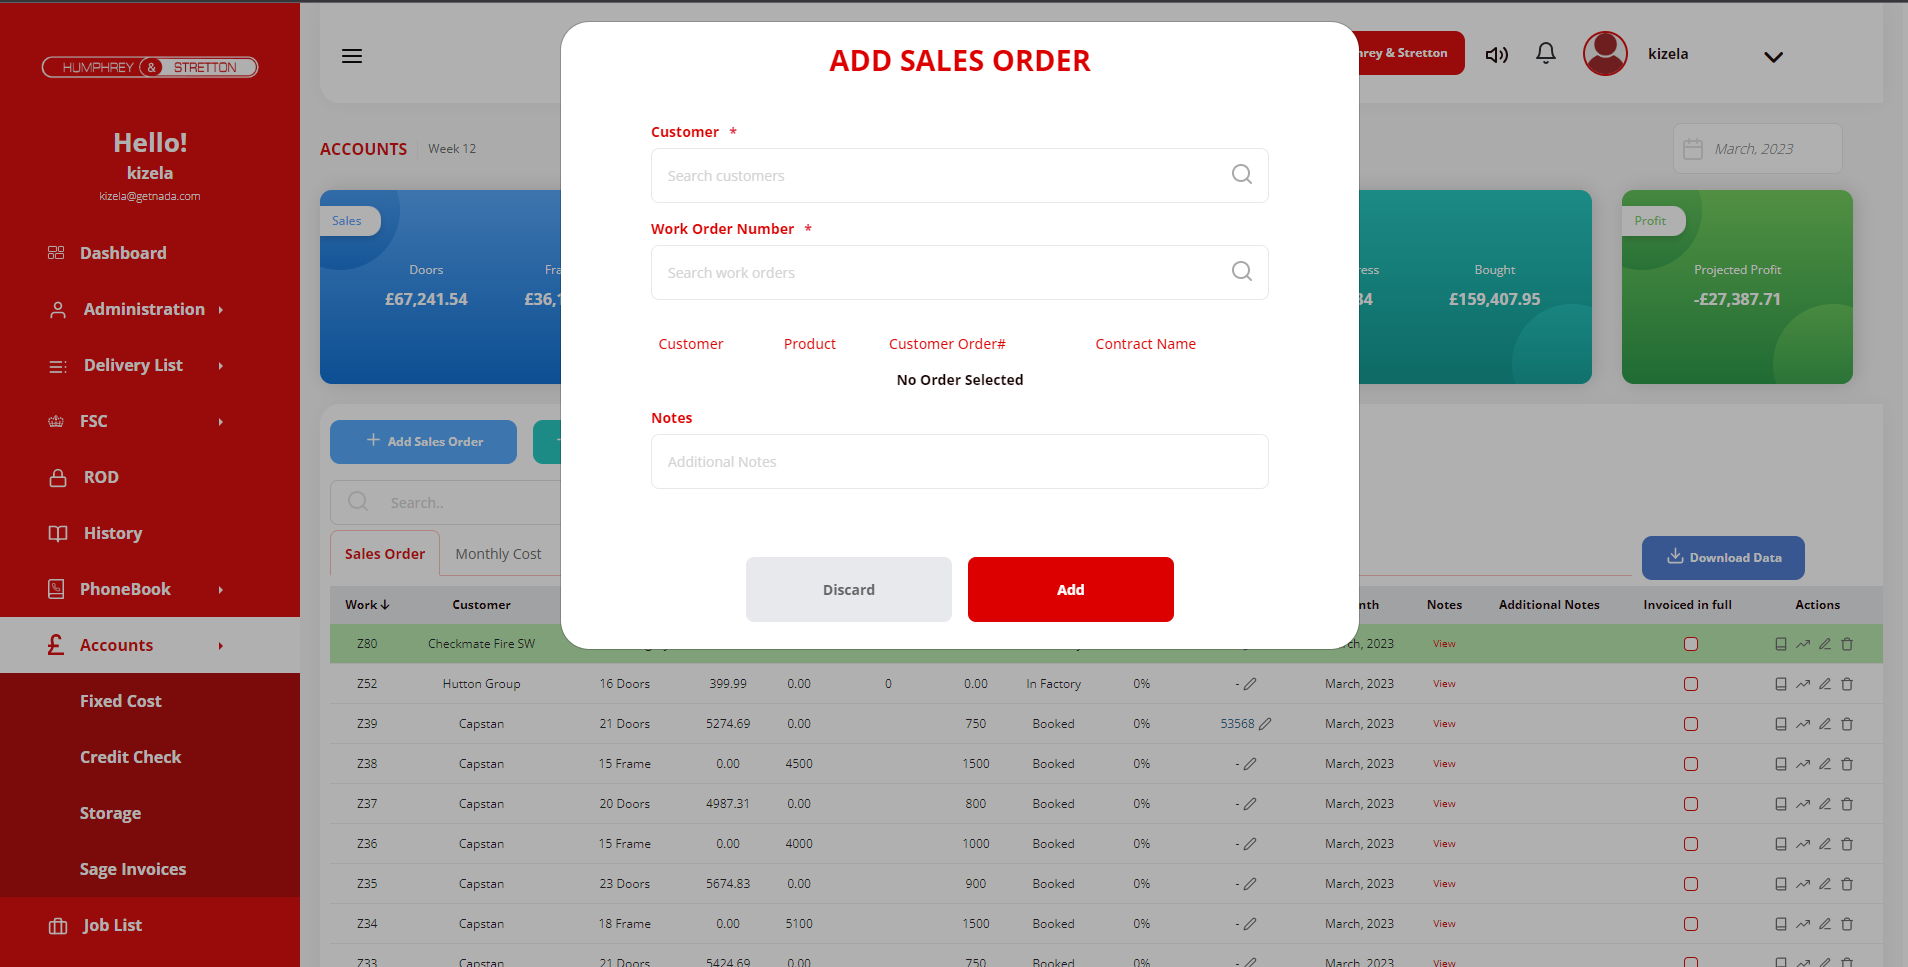 HUMPHREY & STRETTON
Hello!
kizela
kizela@getnada.com
Dashboard
Administration
Delivery List
FSC
ROD
History
PhoneBook
Accounts
Fixed Cost
Credit Check
Storage
Sage Invoices
Job List
& Stretton
kizela
ACCOUNTS Week 12
March, 2023
Sales
Doors
£67,241.54
Bought
£159,407.95
Profit
Projected Profit
-£27,387.71
Add Sales Order
Search..
Sales Order Monthly Cost
Download Data
ADD SALES ORDER
Customer *
Search customers
Work Order Number *
Search work orders
Customer Product Customer Order# Contract Name
No Order Selected
Notes
Additional Notes
Discard Add
Work Customer Notes Additional Notes Invoiced in full Actions
Z80 Checkmate Fire SW 2023 View
Z52 Hutton Group 16 Doors 399.99 0.00 0 0.00 In Factory 0% - March, 2023 View
Z39 Capstan 21 Doors 5274.69 0.00 750 Booked 0% 53568 March, 2023 View
Z38 Capstan 15 Frame 0.00 4500 1500 Booked 0% - March, 2023 View
Z37 Capstan 20 Doors 4987.31 0.00 800 Booked 0% - March, 2023 View
Z36 Capstan 15 Frame 0.00 4000 1000 Booked 0% - March, 2023 View
Z35 Capstan 23 Doors 5674.83 0.00 900 Booked 0% - March, 2023 View
Z34 Capstan 18 Frame 0.00 5100 1500 Booked 0% - March, 2023 View
Z33 Capstan 21 Doors 5424.69 0.00 750 Booked 0% - March, 2023 View